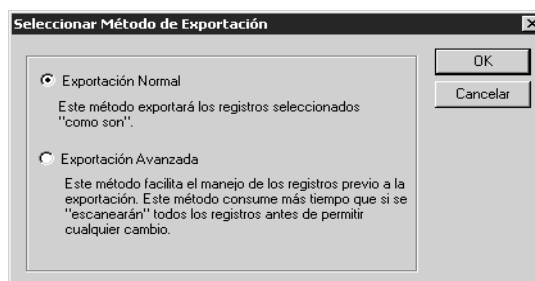 Seleccionar Método de Exportación
OK
Cancelar
Exportación Normal
Este método exportará los registros seleccionados
"como son".
Exportación Avanzada
Este método facilita el manejo de los registros previo a la
exportación. Este método consume más tiempo que si se
"escanearán" todos los registros antes de permitir
cualquier cambio.